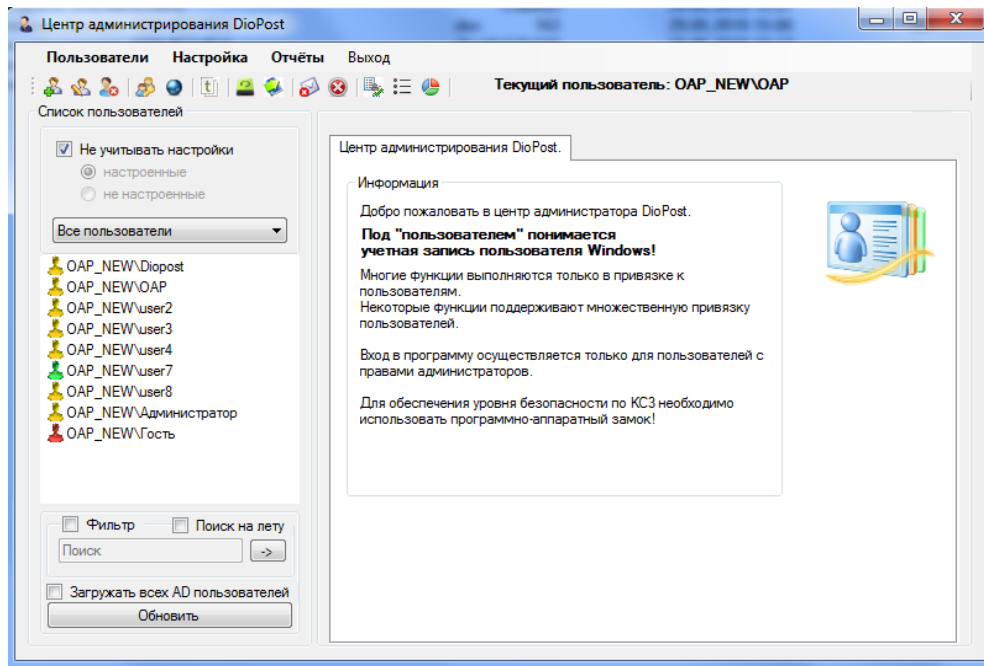 Центр администрирования DioPost
Пользователи Настройка Отчёты Выход
Текущий пользователь: OAP_NEW\OAP
Список пользователей
Не учитывать настройки
настроенные
не настроенные
Все пользователи
OAP_NEW\Diopost
OAP_NEW\OAP
OAP_NEW\user2
OAP_NEW\user3
OAP_NEW\user4
OAP_NEW\user7
OAP_NEW\user8
OAP_NEW\Администратор
OAP_NEW\Гость
Фильтр Поиск на лету
Поиск ->
Загружать всех AD пользователей
Обновить
Центр администрирования DioPost.
Информация
Добро пожаловать в центр администратора DioPost.
Под "пользователем" понимается
учетная запись пользователя Windows!
Многие функции выполняются только в привязке к
пользователям.
Некоторые функции поддерживают множественную привязку
пользователей.
Вход в программу осуществляется только для пользователей с
правами администраторов.
Для обеспечения уровня безопасности по КС3 необходимо
использовать программно-аппаратный замок!